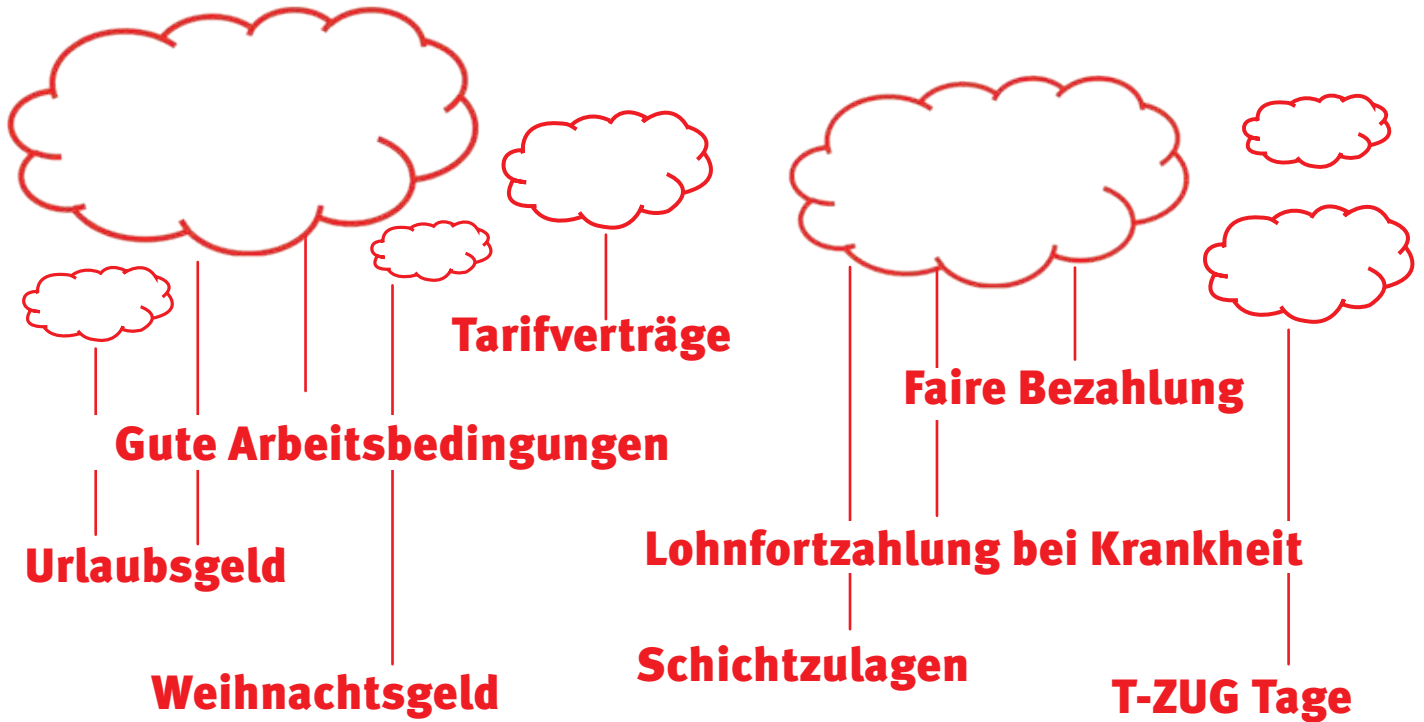 Tarifverträge
Faire Bezahlung
Gute Arbeitsbedingungen
Lohnfortzahlung bei Krankheit
Urlaubsgeld
Schichtzulagen
Weihnachtsgeld
T-ZUG Tage